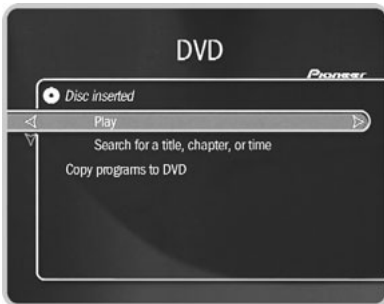 DVD
Pioneer
Disc inserted
Play
Search for a title, chapter, or time
Copy programs to DVD